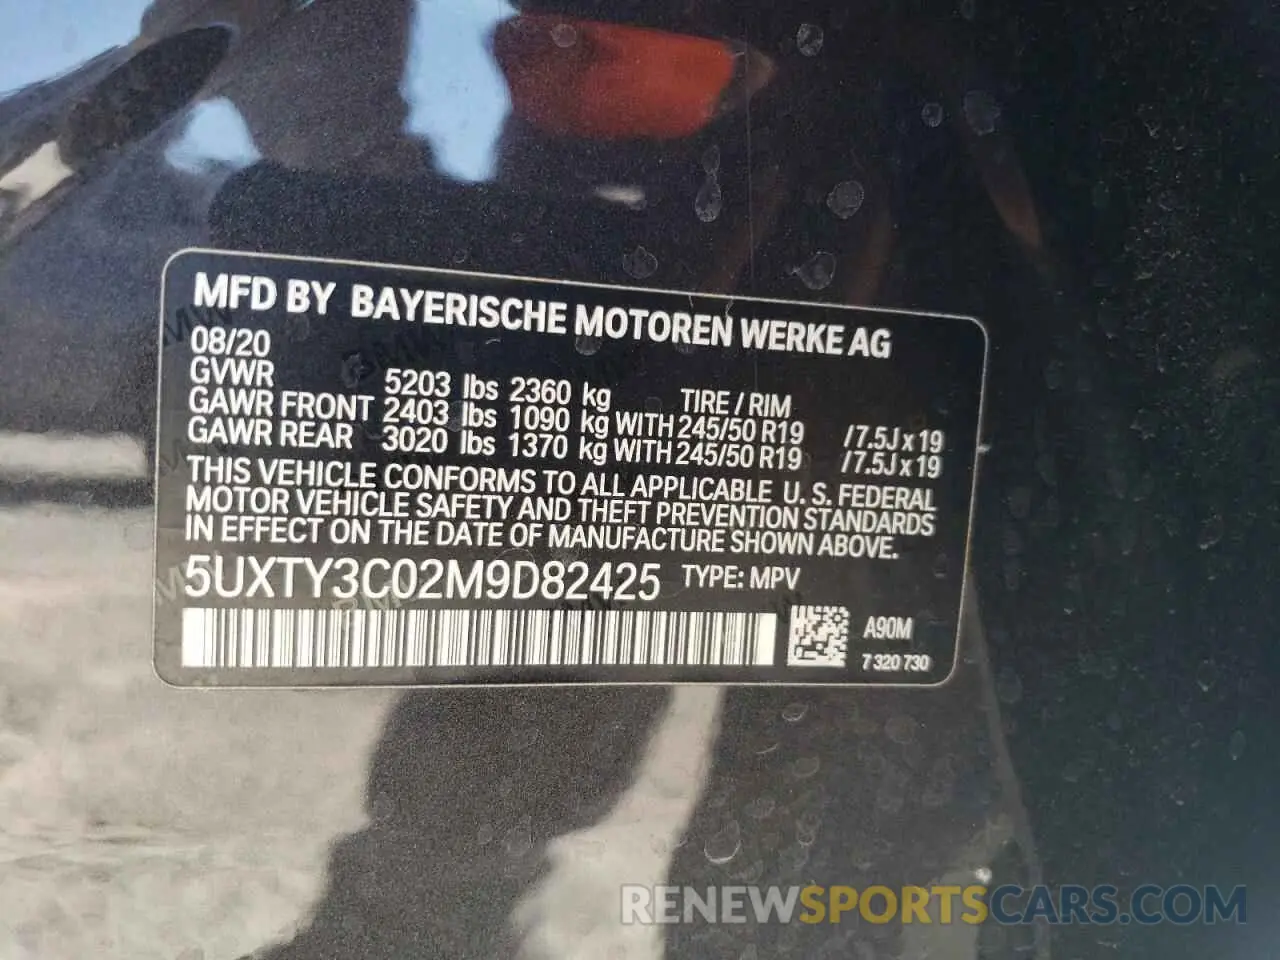 MFD BY BAYERISCHE MOTOREN WERKE AG
08/20
GVWR 5203 lbs 2360 kg TIRE / RIM
GAWR FRONT 2403 lbs 1090 kg WITH 245/50 R19 /7.5J x 19
GAWR REAR 3020 lbs 1370 kg WITH 245/50 R19 /7.5J x 19
THIS VEHICLE CONFORMS TO ALL APPLICABLE U. S. FEDERAL
MOTOR VEHICLE SAFETY AND THEFT PREVENTION STANDARDS
IN EFFECT ON THE DATE OF MANUFACTURE SHOWN ABOVE.
5UXTY3C02M9D82425 TYPE: MPV
A90M
7 320 730
RENEWSPORTSCARS.COM